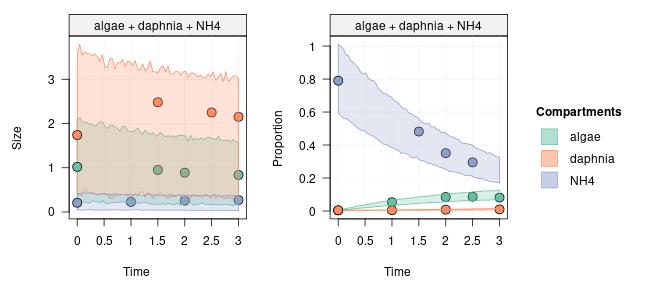 algae + daphnia + NH4
Size
3
2
1
0
0 0.5 1 1.5 2 2.5 3
Time
algae + daphnia + NH4
Proportion
1
0.8
0.6
0.4
0.2
0
0 0.5 1 1.5 2 2.5 3
Time
Compartments
algae
daphnia
NH4